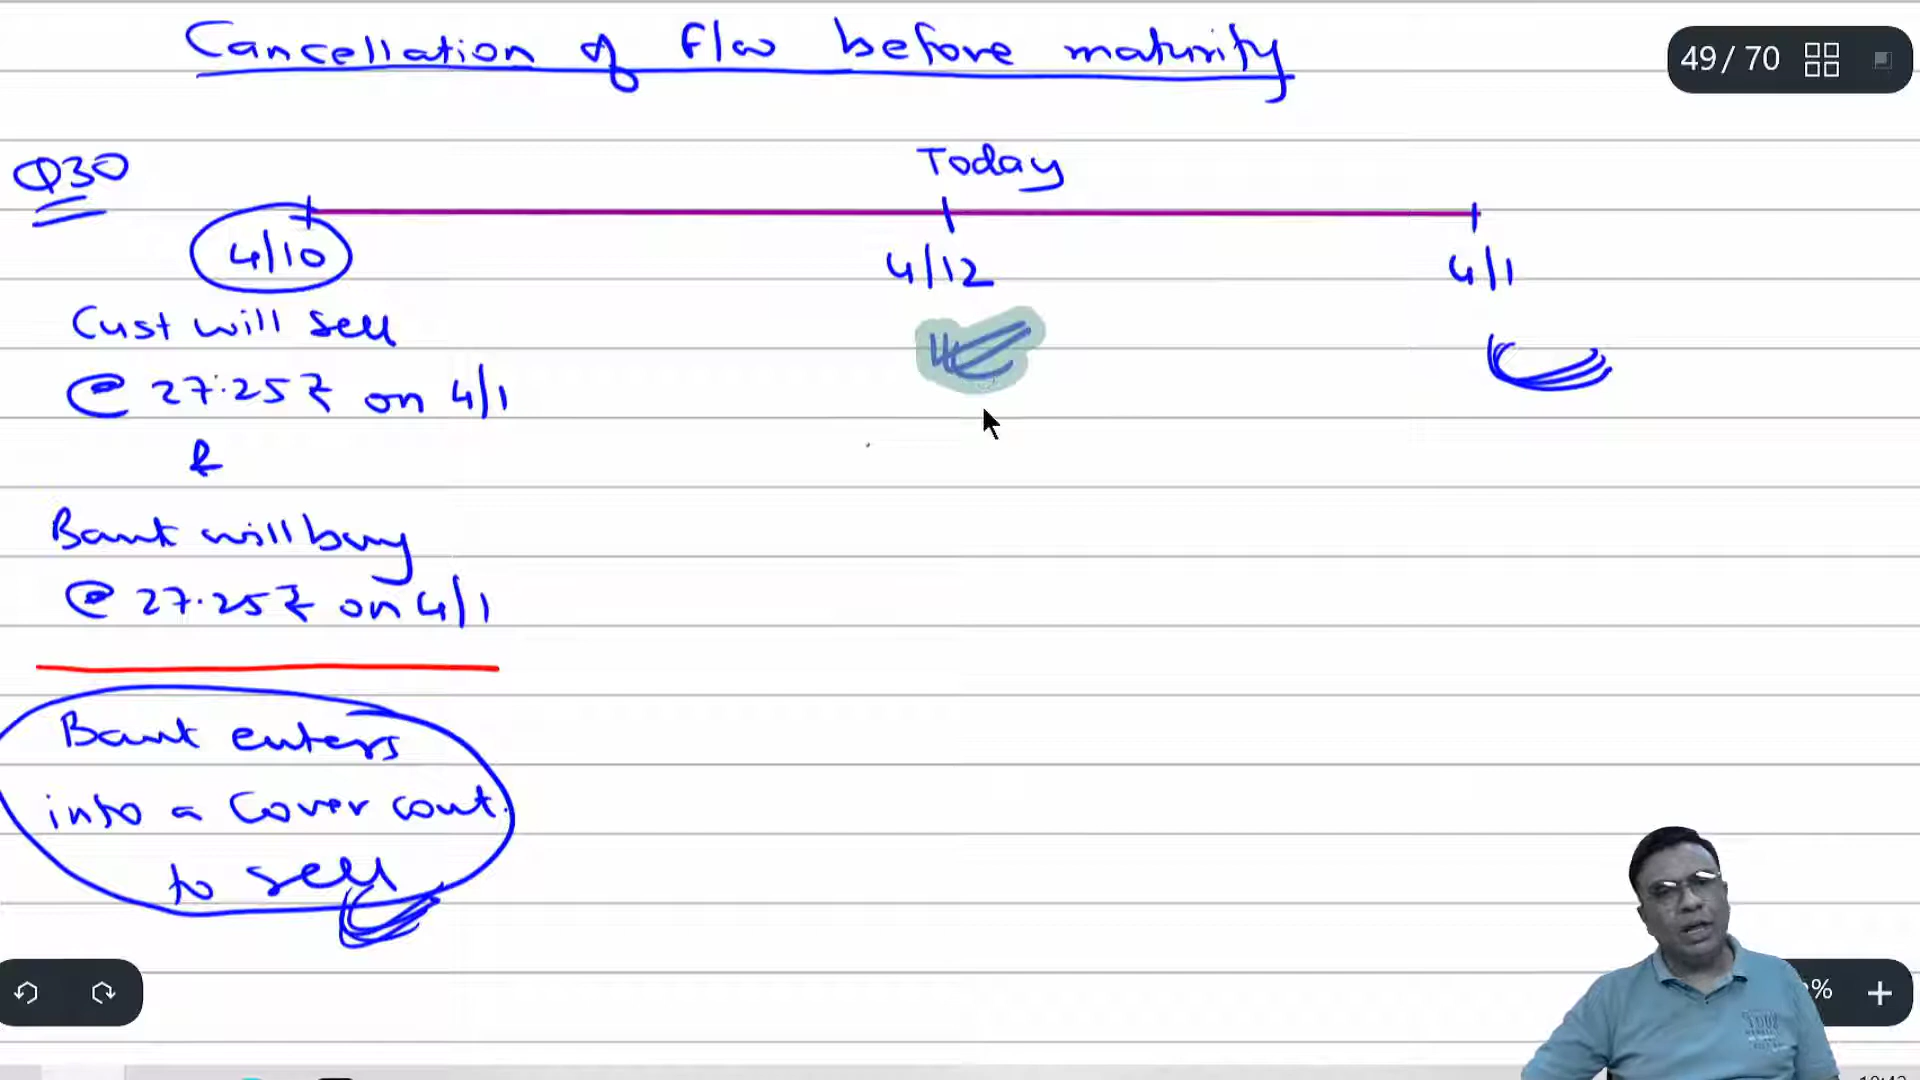 Cancellation of F/w before maturity
49 / 70
Q30
Today
4/10
4/12
4/1
Cust will sell
@ 27.25₹ on 4/1
&
Bank will buy
@ 27.25₹ on 4/1
Bank enters
into a Cover cont.
to sell
%
+